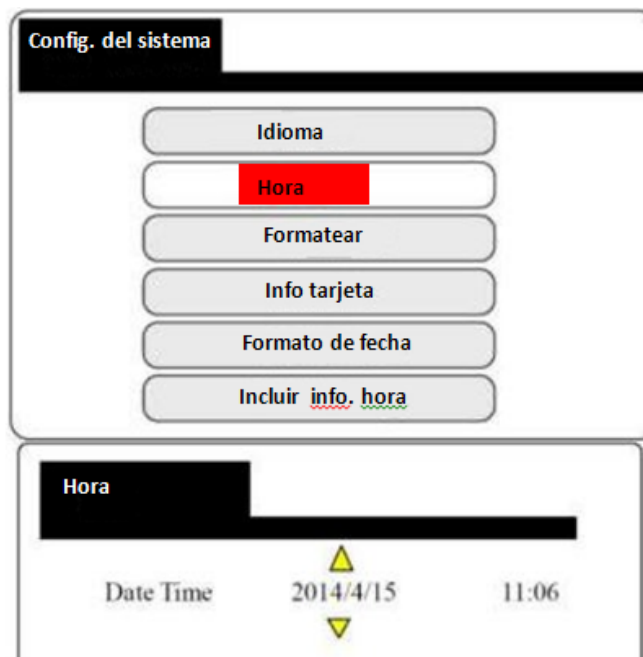 Config. del sistema
Idioma
Hora
Formatear
Info tarjeta
Formato de fecha
Incluir info. hora
Hora
Date Time 2014/4/15 11:06